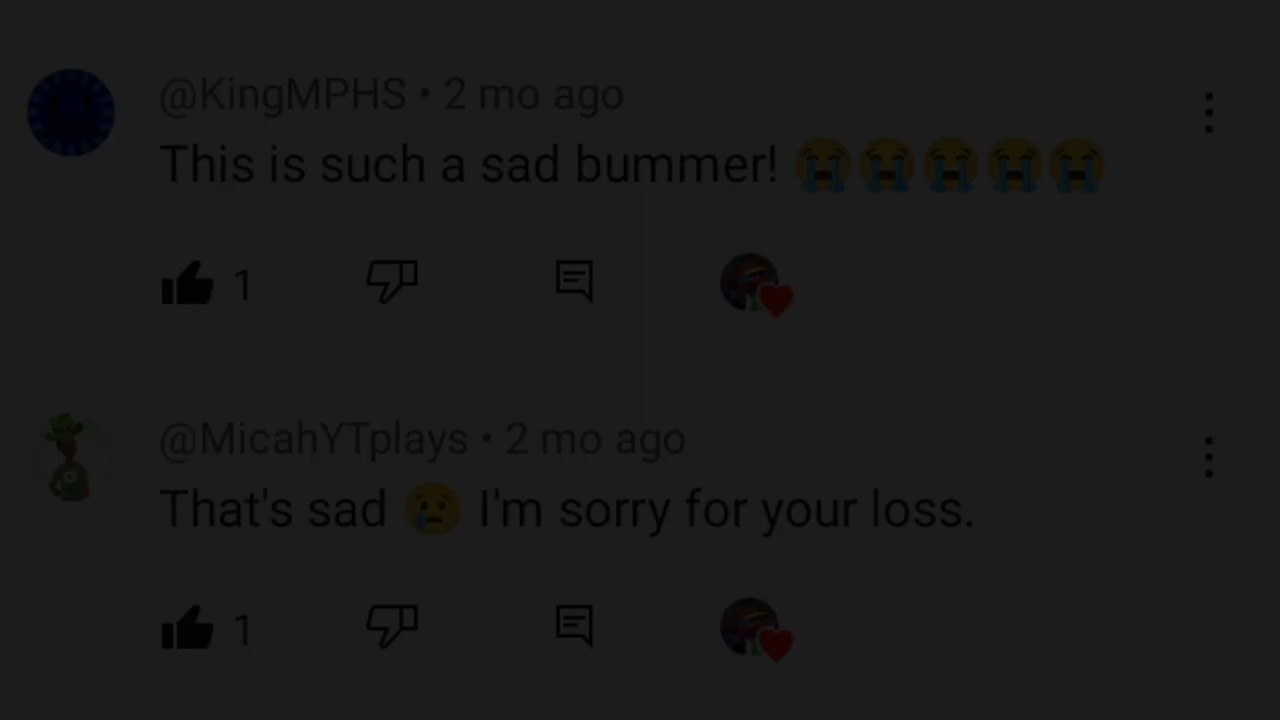 @KingMPHS • 2 mo ago
This is such a sad bummer! 😭😭😭😭😭
1
@MicahYTplays • 2 mo ago
That's sad 😢 I'm sorry for your loss.
1